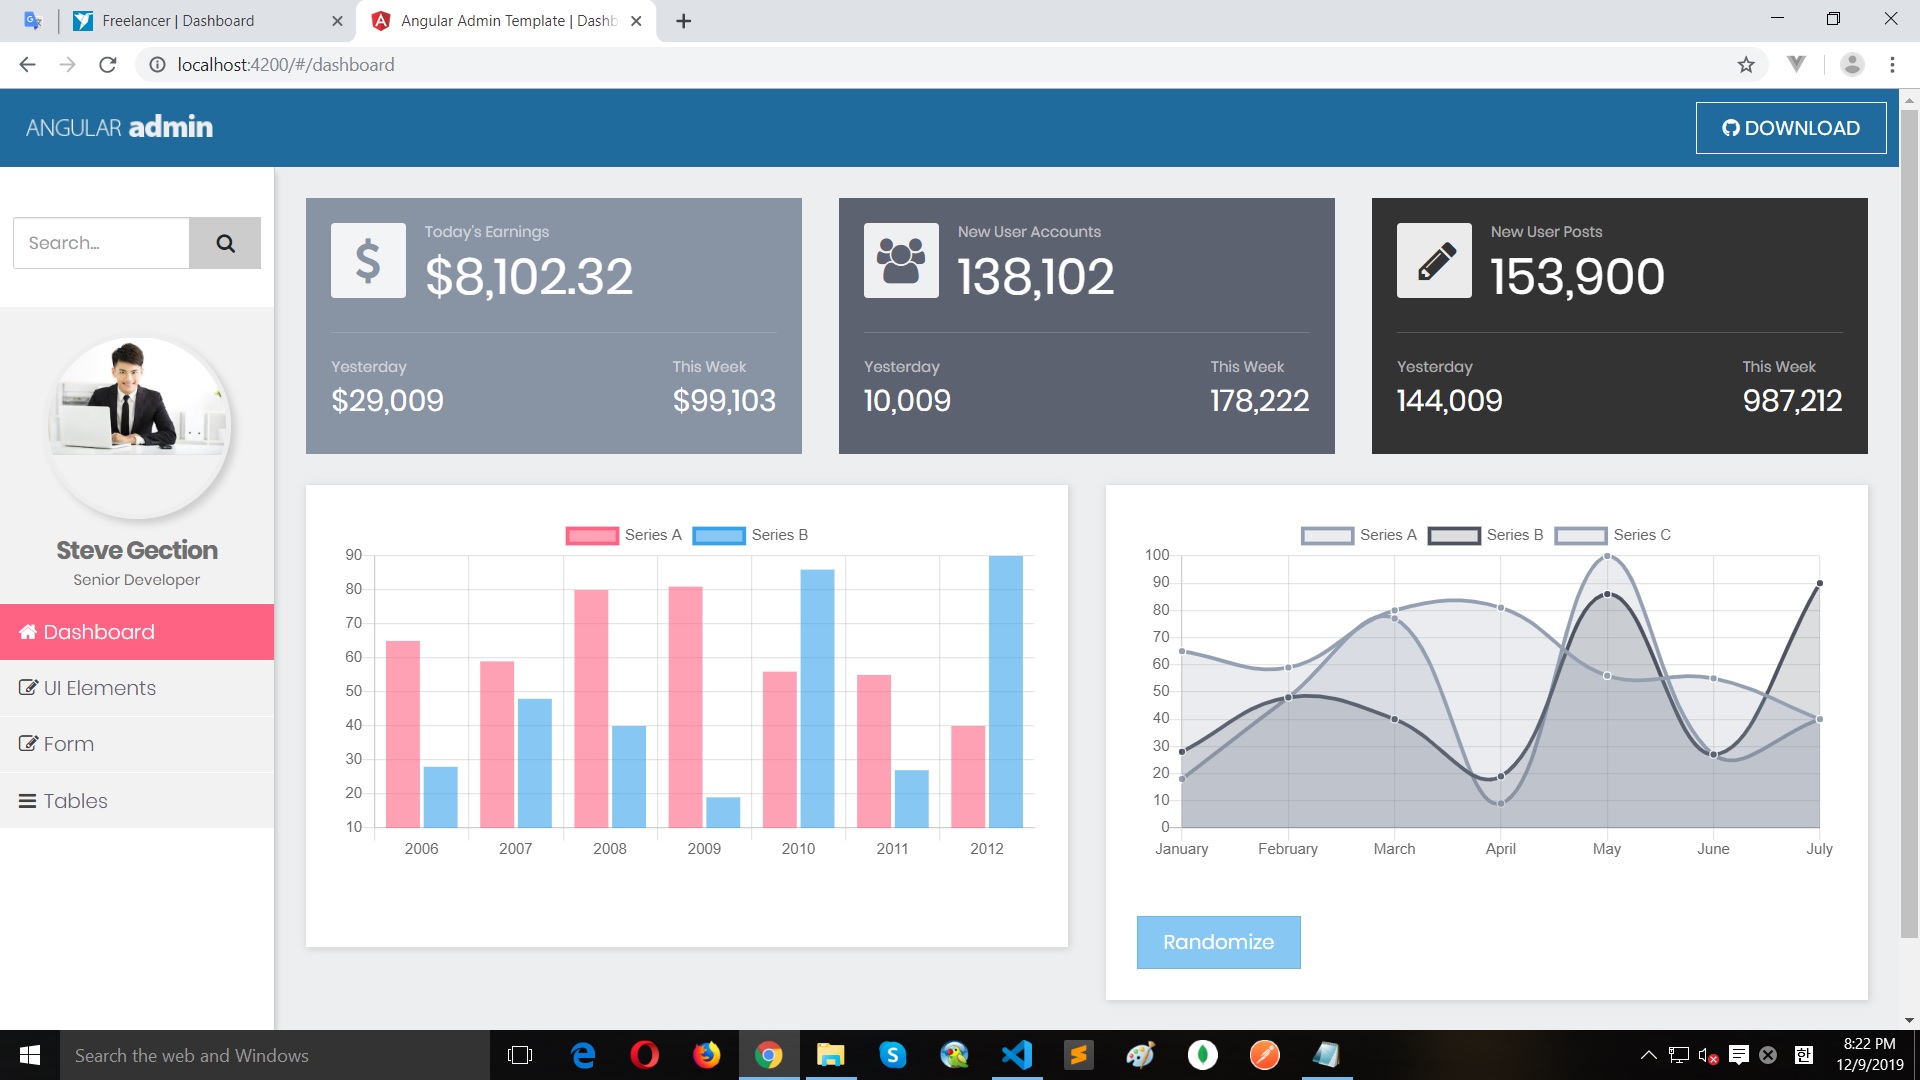 Freelancer | Dashboard
Angular Admin Template | Dashb
localhost:4200/#/dashboard
ANGULAR admin
DOWNLOAD
Search...
Steve Gection
Senior Developer
Dashboard
UI Elements
Form
Tables
Today's Earnings
$8,102.32
Yesterday
This Week
$29,009
$99,103
New User Accounts
138,102
Yesterday
This Week
10,009
178,222
New User Posts
153,900
Yesterday
This Week
144,009
987,212
Series A
Series B
90
80
70
60
50
40
30
20
10
2006
2007
2008
2009
2010
2011
2012
Series A
Series B
Series C
100
90
80
70
60
50
40
30
20
10
0
January
February
March
April
May
June
July
Randomize
Search the web and Windows
한
8:22 PM
12/9/2019